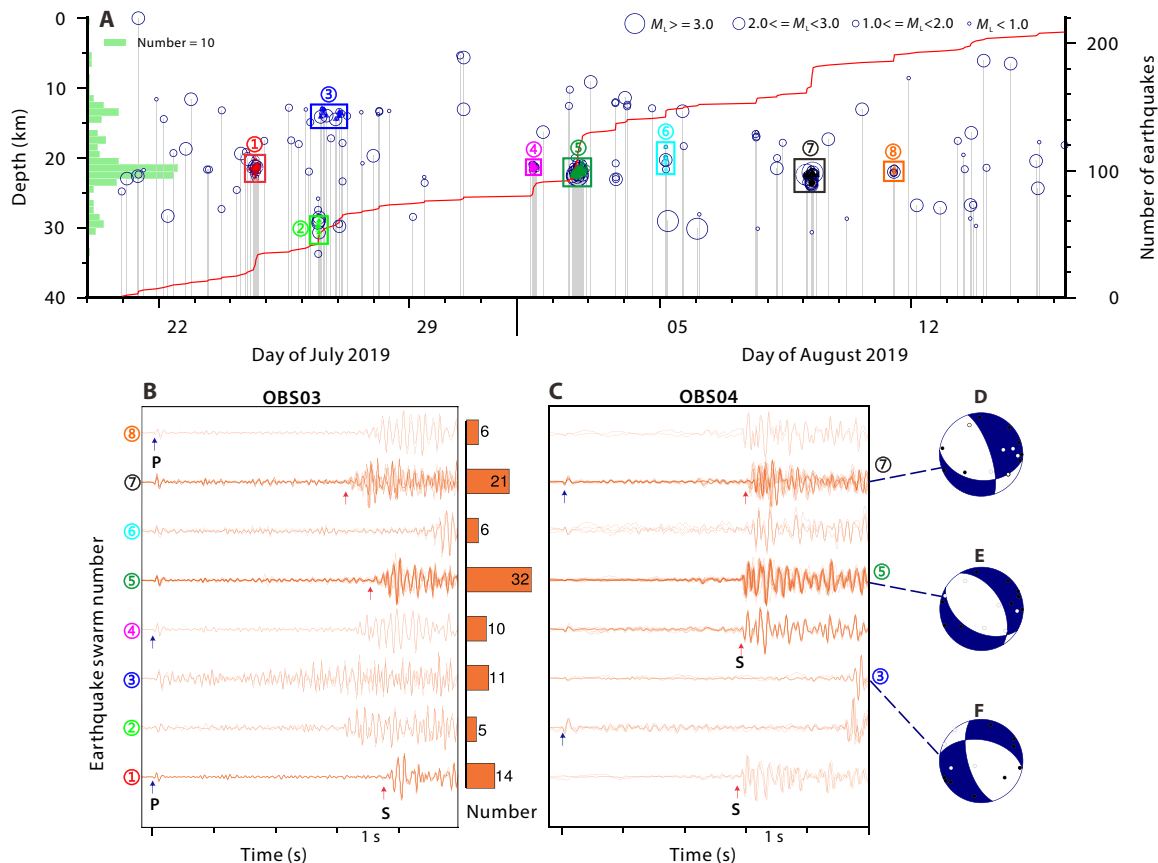 A
Number = 10
M_L >= 3.0
2.0<= M_L<3.0
1.0<= M_L<2.0
M_L < 1.0
0
10
20
30
40
Depth (km)
200
100
0
Number of earthquakes
①
②
③
④
⑤
⑥
⑦
⑧
22
29
05
12
Day of July 2019
Day of August 2019
B
OBS03
Earthquake swarm number
⑧
⑦
⑥
⑤
④
③
②
①
P
P
S
6
21
6
32
10
11
5
14
Number
1 s
Time (s)
C
OBS04
S
S
1 s
Time (s)
⑦
⑤
③
D
E
F